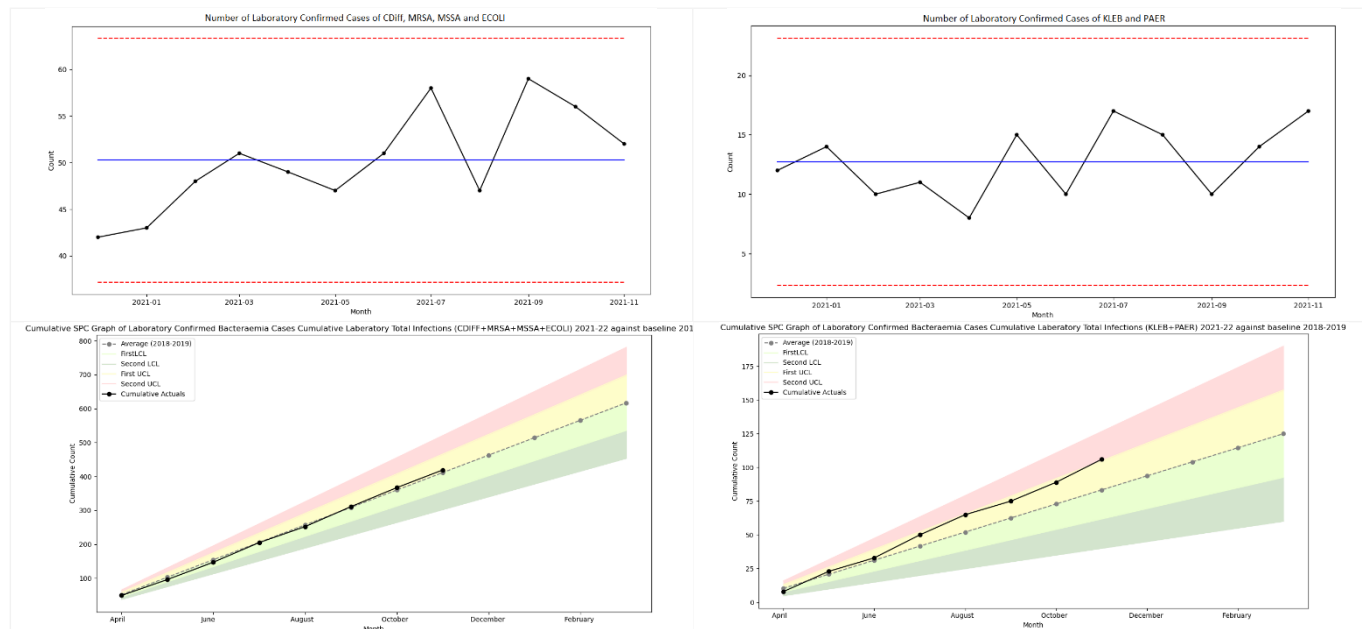 Number of Laboratory Confirmed Cases of CDiff, MRSA, MSSA and ECOLI
60
55
50
45
40
Count
2021-01 2021-03 2021-05 2021-07 2021-09 2021-11
Month
Number of Laboratory Confirmed Cases of KLEB and PAER
20
15
10
5
Count
2021-01 2021-03 2021-05 2021-07 2021-09 2021-11
Month
Cumulative SPC Graph of Laboratory Confirmed Bacteraemia Cases Cumulative Laberatory Total Infections (CDIFF+MRSA+MSSA+ECOLI) 2021-22 against baseline 201
800
700
600
500
400
300
200
100
Cumulative Count
Average (2018-2019)
FirstLCL
Second LCL
First UCL
Second UCL
Cumulative Actuals
April June August October December February
Month
Cumulative SPC Graph of Laboratory Confirmed Bacteraemia Cases Cumulative Laberatory Total Infections (KLEB+PAER) 2021-22 against baseline 2018-2019
175
150
125
100
75
50
25
0
Cumulative Count
Average (2018-2019)
FirstLCL
Second LCL
First UCL
Second UCL
Cumulative Actuals
April June August October December February
Month